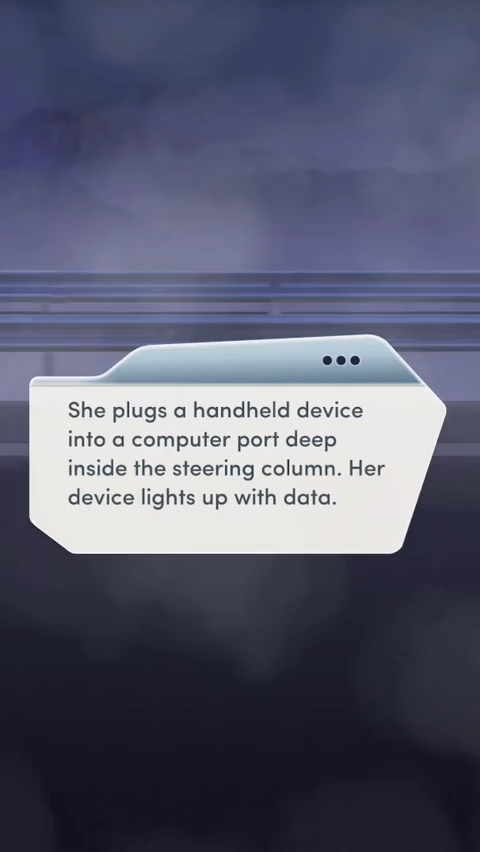 She plugs a handheld device
into a computer port deep
inside the steering column. Her
device lights up with data.